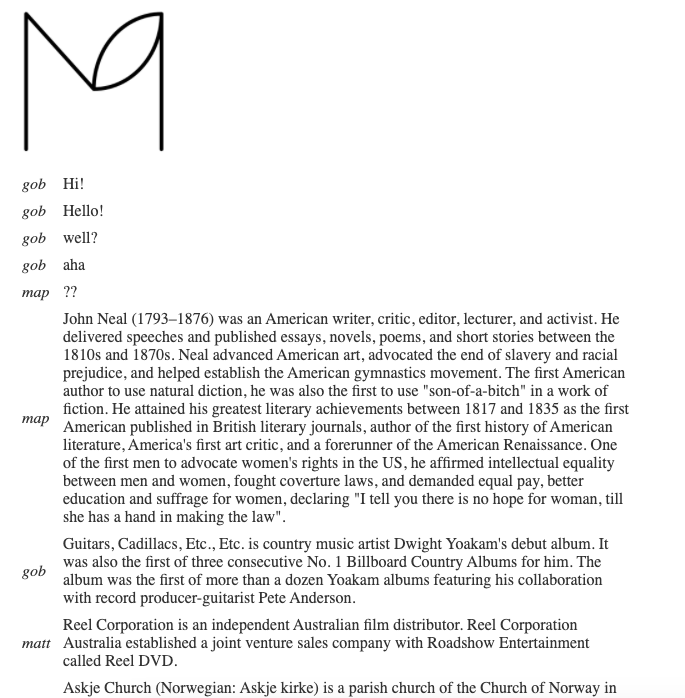 gob Hi!
gob Hello!
gob well?
gob aha
map ??
John Neal (1793–1876) was an American writer, critic, editor, lecturer, and activist. He
delivered speeches and published essays, novels, poems, and short stories between the
1810s and 1870s. Neal advanced American art, advocated the end of slavery and racial
prejudice, and helped establish the American gymnastics movement. The first American
author to use natural diction, he was also the first to use "son-of-a-bitch" in a work of
fiction. He attained his greatest literary achievements between 1817 and 1835 as the first
map American published in British literary journals, author of the first history of American
literature, America's first art critic, and a forerunner of the American Renaissance. One
of the first men to advocate women's rights in the US, he affirmed intellectual equality
between men and women, fought coverture laws, and demanded equal pay, better
education and suffrage for women, declaring "I tell you there is no hope for woman, till
she has a hand in making the law".
Guitars, Cadillacs, Etc., Etc. is country music artist Dwight Yoakam's debut album. It
gob was also the first of three consecutive No. 1 Billboard Country Albums for him. The
album was the first of more than a dozen Yoakam albums featuring his collaboration
with record producer-guitarist Pete Anderson.
Reel Corporation is an independent Australian film distributor. Reel Corporation
matt Australia established a joint venture sales company with Roadshow Entertainment
called Reel DVD.
Askje Church (Norwegian: Askje kirke) is a parish church of the Church of Norway in